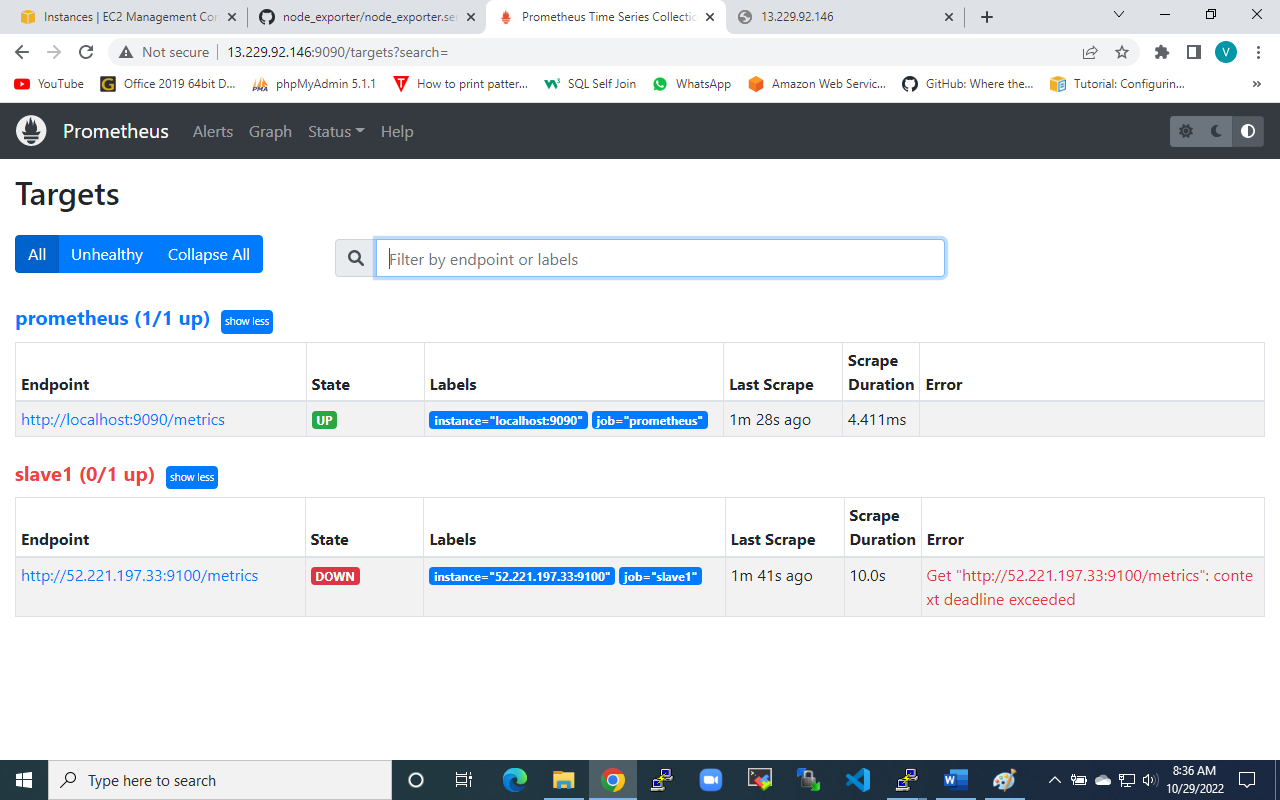 Instances | EC2 Management Con
node_exporter/node_exporter.ser
Prometheus Time Series Collectio
13.229.92.146
Not secure
13.229.92.146:9090/targets?search=
V
YouTube
Office 2019 64bit D...
phpMyAdmin 5.1.1
How to print patter...
SQL Self Join
WhatsApp
Amazon Web Servic...
GitHub: Where the...
Tutorial: Configurin...
»
Prometheus
Alerts
Graph
Status
Help
Targets
All
Unhealthy
Collapse All
Filter by endpoint or labels
prometheus (1/1 up)
show less
Endpoint
State
Labels
Last Scrape
Scrape
Duration
Error
http://localhost:9090/metrics
UP
instance="localhost:9090"
job="prometheus"
1m 28s ago
4.411ms
slave1 (0/1 up)
show less
Endpoint
State
Labels
Last Scrape
Scrape
Duration
Error
http://52.221.197.33:9100/metrics
DOWN
instance="52.221.197.33:9100"
job="slave1"
1m 41s ago
10.0s
Get "http://52.221.197.33:9100/metrics": conte
xt deadline exceeded
Type here to search
8:36 AM
10/29/2022